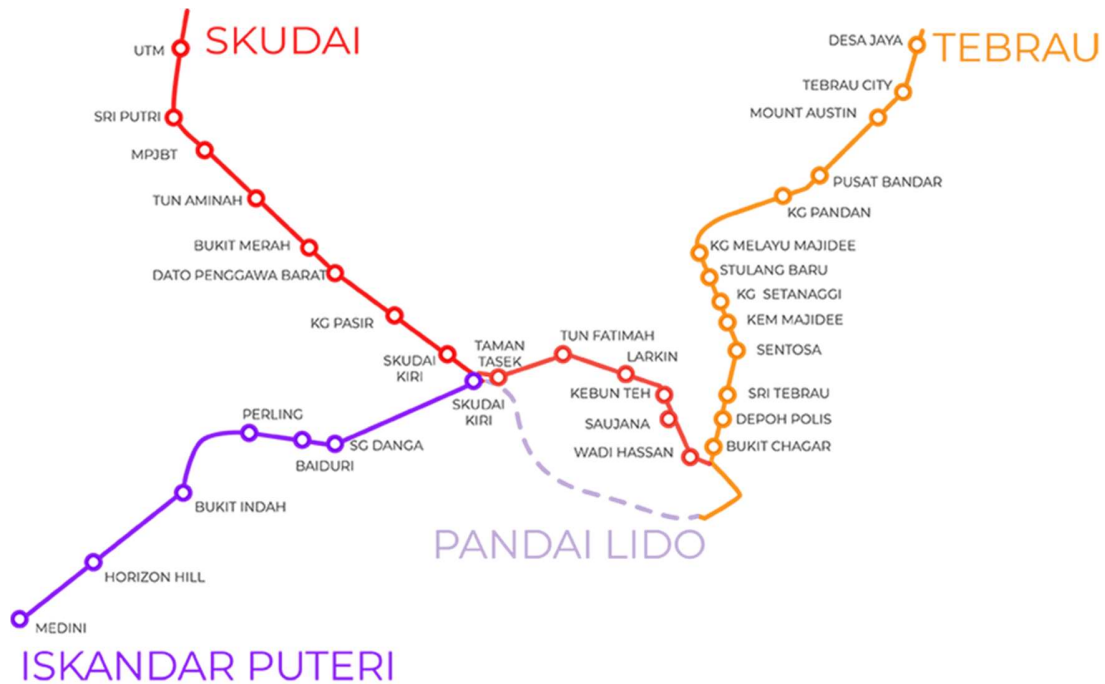 SKUDAI
UTM
SRI PUTRI
MPJBT
TUN AMINAH
BUKIT MERAH
DATO PENGGAWA BARAT
KG PASIR
SKUDAI
KIRI
TAMAN
TASEK
TUN FATIMAH
LARKIN
KEBUN TEH
SAUJANA
WADI HASSAN
TEBRAU
DESA JAYA
TEBRAU CITY
MOUNT AUSTIN
PUSAT BANDAR
KG PANDAN
KG MELAYU MAJIDEE
STULANG BARU
KG SETANAGGI
KEM MAJIDEE
SENTOSA
SRI TEBRAU
DEPOH POLIS
BUKIT CHAGAR
SKUDAI
KIRI
PERLING
SG DANGA
BAIDURI
BUKIT INDAH
HORIZON HILL
MEDINI
PANDAI LIDO
ISKANDAR PUTERI